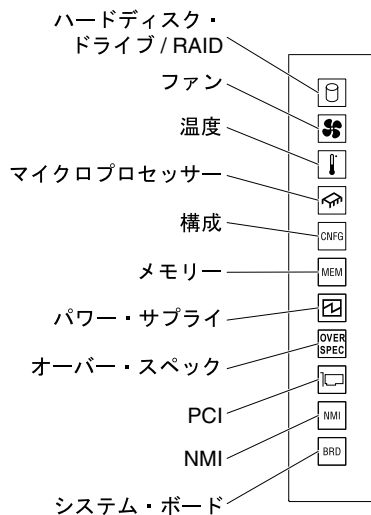 ハードディスク・
ドライブ / RAID
ファン
温度
マイクロプロセッサー
構成
CNFG
メモリー
MEM
パワー・サプライ
オーバー・スペック
OVER
SPEC
PCI
NMI
NMI
システム・ボード
BRD